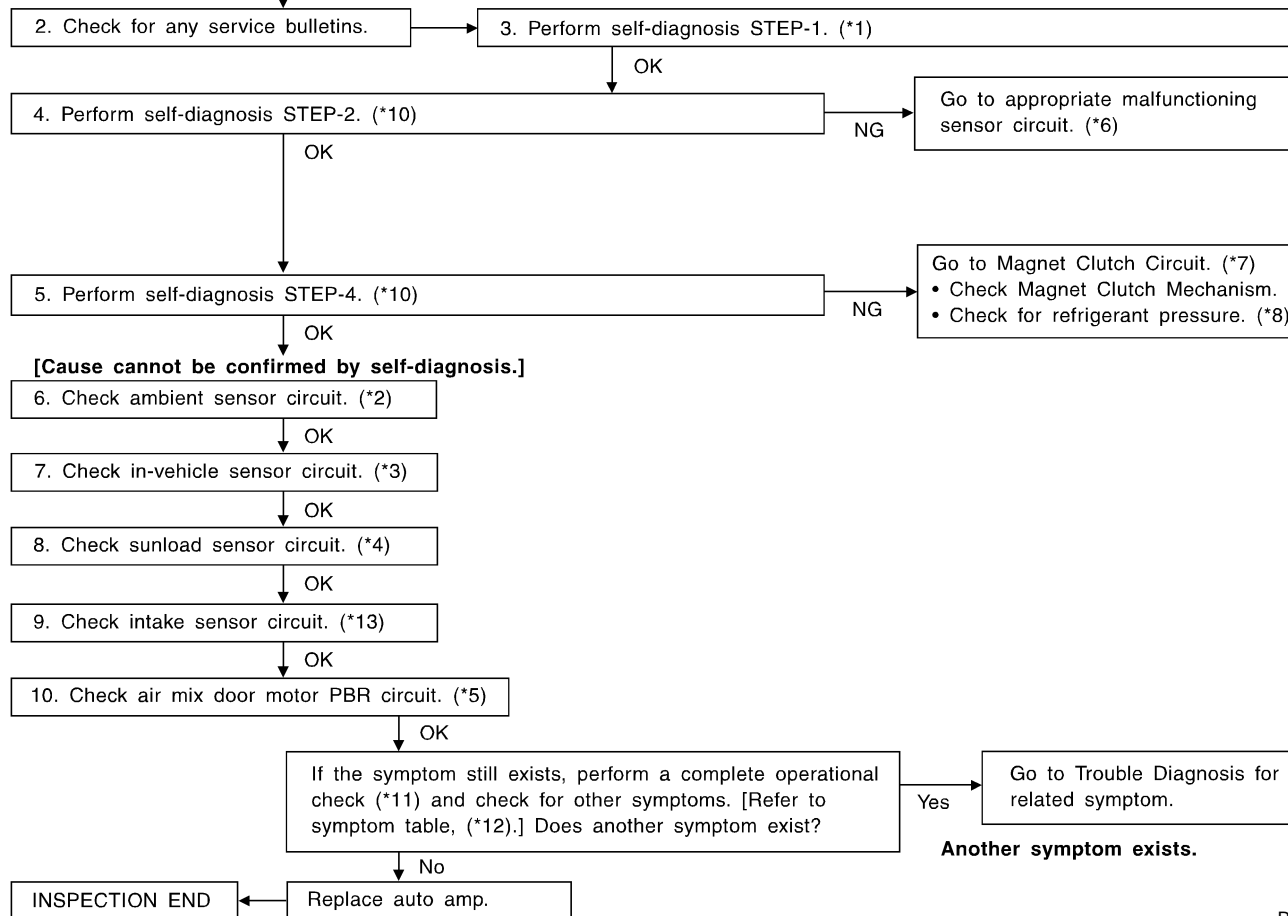 2. Check for any service bulletins.
3. Perform self-diagnosis STEP-1. (*1)
OK
4. Perform self-diagnosis STEP-2. (*10)
NG
Go to appropriate malfunctioning
sensor circuit. (*6)
OK
5. Perform self-diagnosis STEP-4. (*10)
NG
Go to Magnet Clutch Circuit. (*7)
• Check Magnet Clutch Mechanism.
• Check for refrigerant pressure. (*8)
OK
[Cause cannot be confirmed by self-diagnosis.]
6. Check ambient sensor circuit. (*2)
OK
7. Check in-vehicle sensor circuit. (*3)
OK
8. Check sunload sensor circuit. (*4)
OK
9. Check intake sensor circuit. (*13)
OK
10. Check air mix door motor PBR circuit. (*5)
OK
If the symptom still exists, perform a complete operational
check (*11) and check for other symptoms. [Refer to
symptom table, (*12).] Does another symptom exist?
Yes
Go to Trouble Diagnosis for
related symptom.
Another symptom exists.
No
Replace auto amp.
INSPECTION END